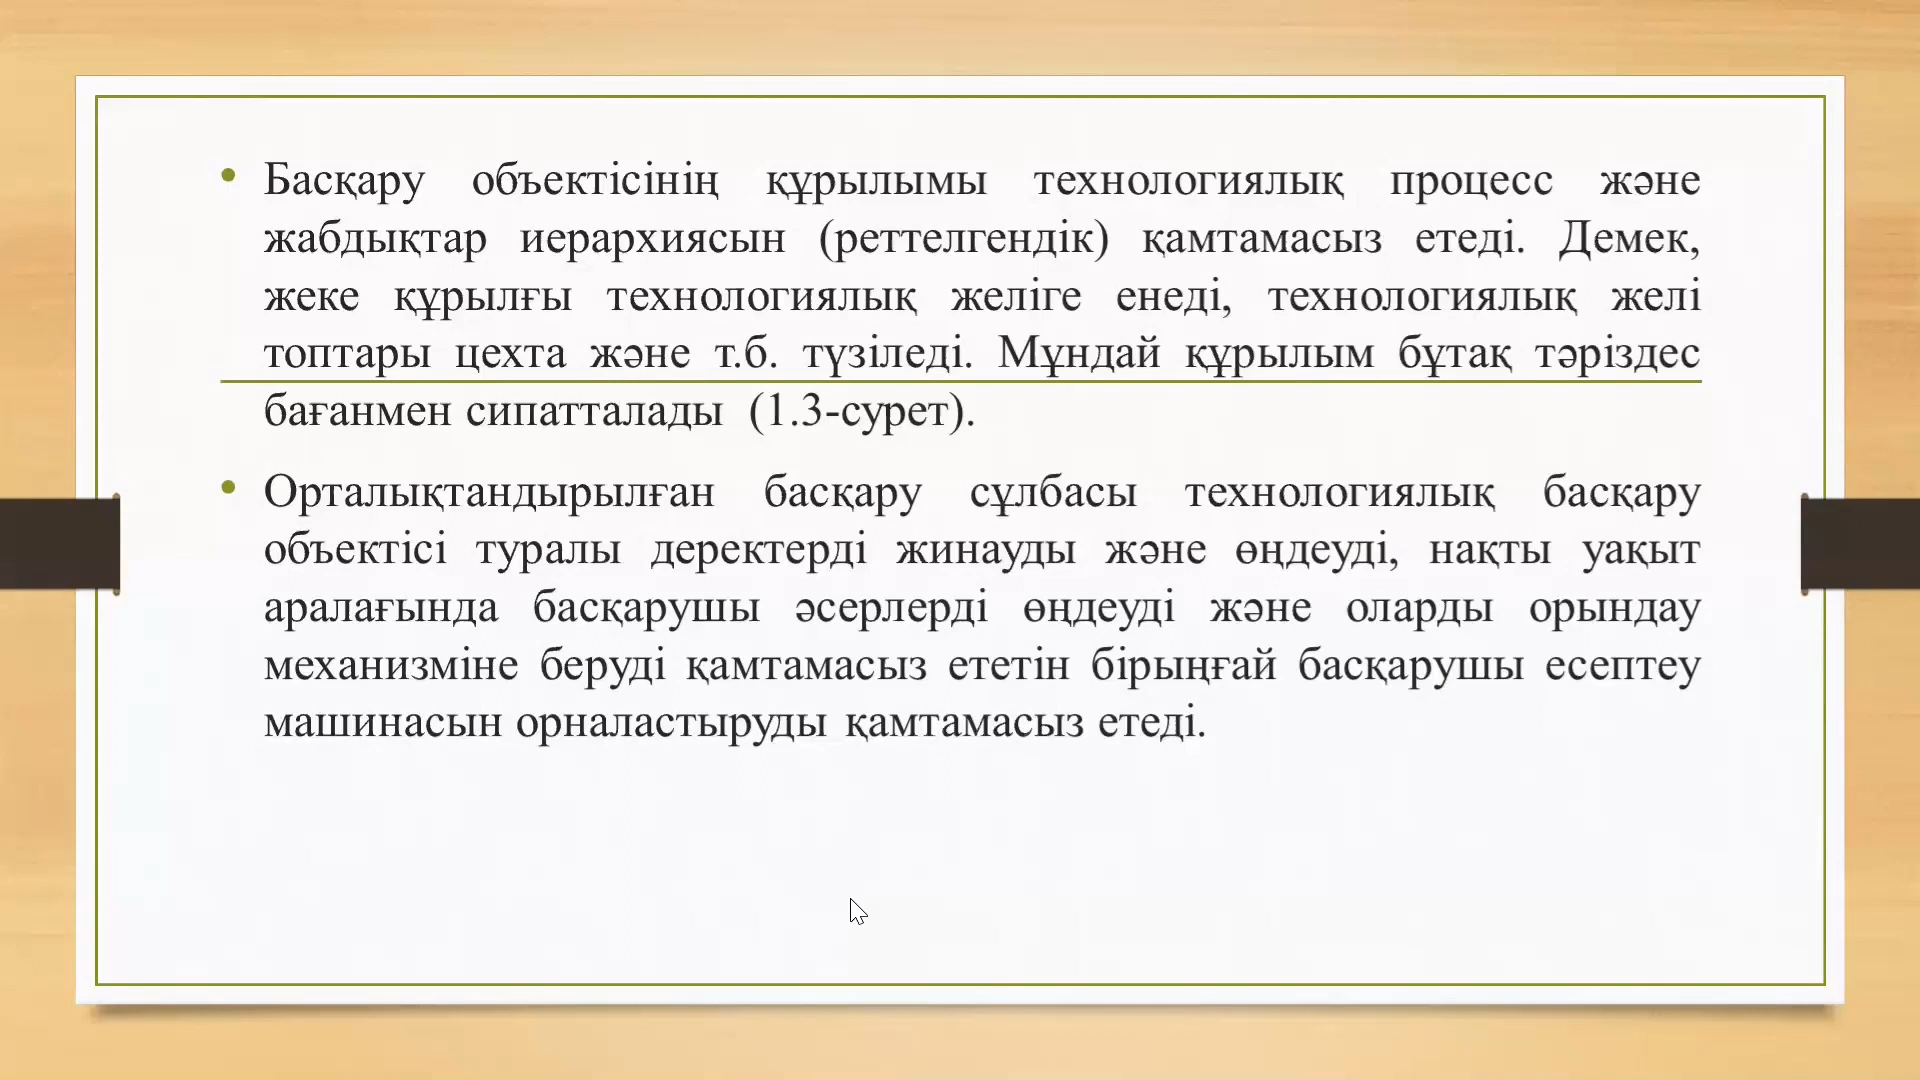 • Басқару объектісінің құрылымы технологиялық процесс және
жабдықтар иерархиясын (реттелгендік) қамтамасыз етеді. Демек,
жеке құрылғы технологиялық желіге енеді, технологиялық желі
топтары цехта және т.б. түзіледі. Мұндай құрылым бұтақ тәріздес
бағанмен сипатталады (1.3-сурет).
• Орталықтандырылған басқару сұлбасы технологиялық басқару
объектісі туралы деректерді жинауды және өңдеуді, нақты уақыт
аралағында басқарушы әсерлерді өңдеуді және оларды орындау
механизміне беруді қамтамасыз ететін бірыңғай басқарушы есептеу
машинасын орналастыруды қамтамасыз етеді.